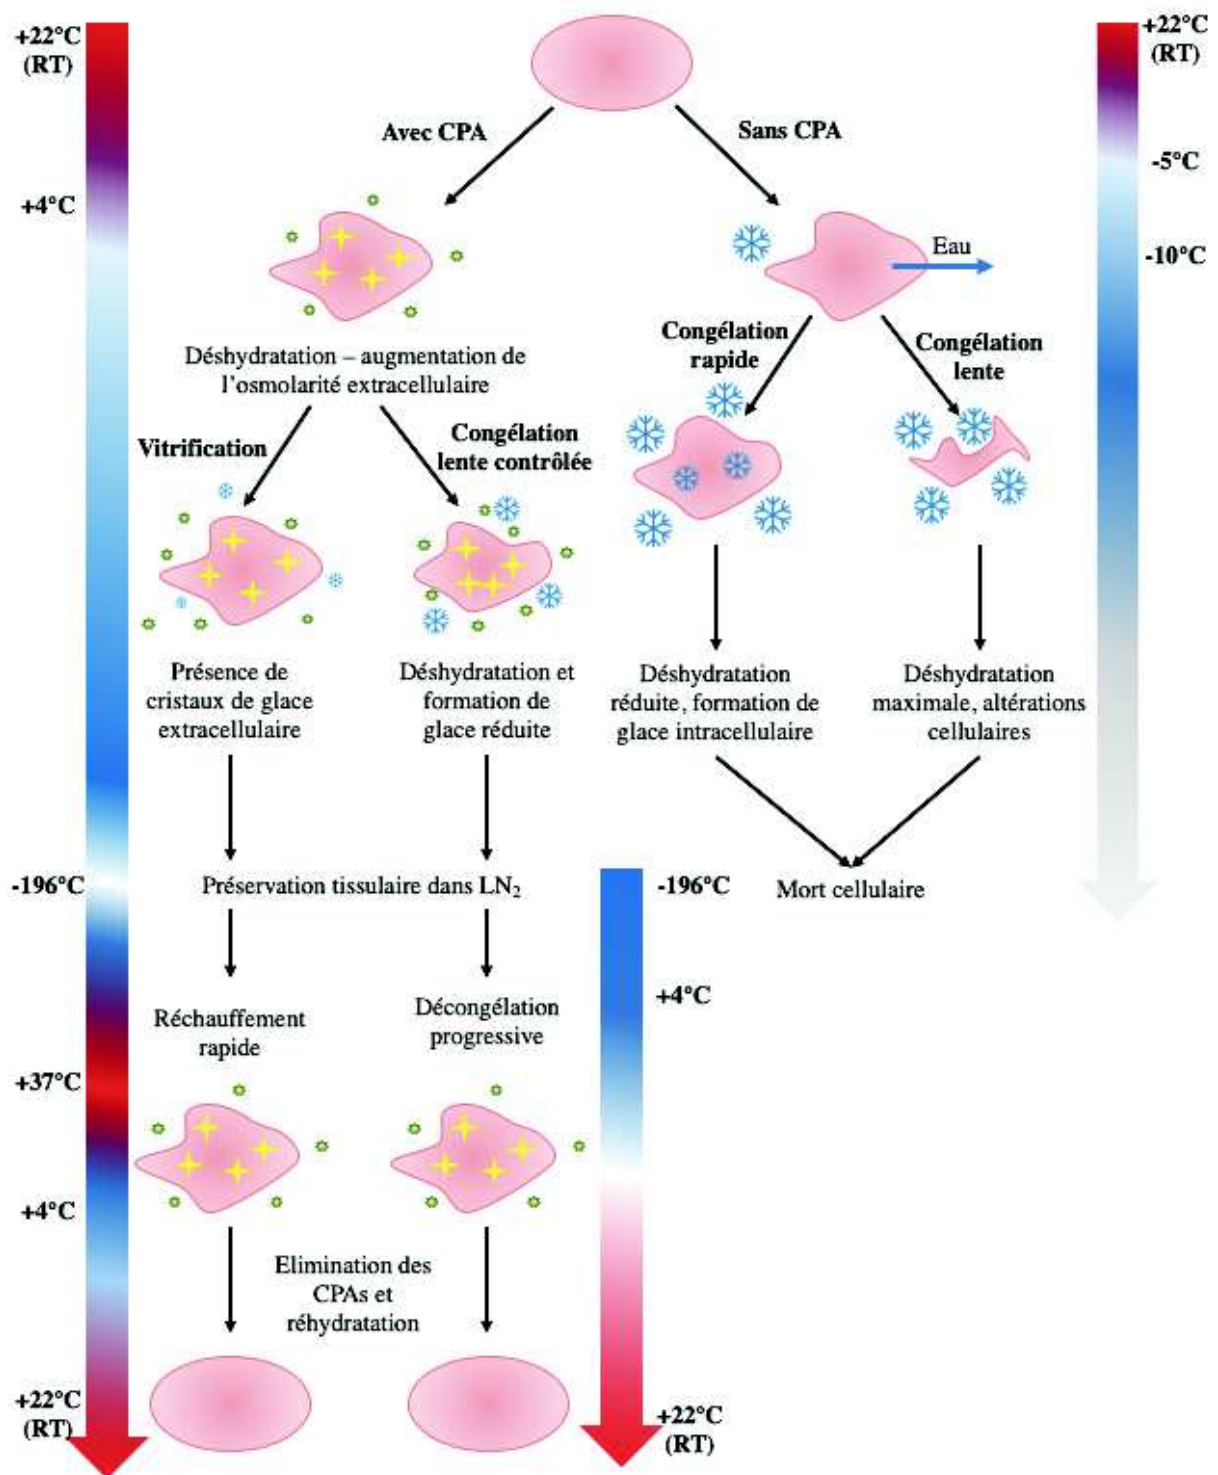 +22°C
(RT)
+22°C
(RT)
Avec CPA
Sans CPA
-5°C
+4°C
Eau
-10°C
Déshydratation – augmentation de
l'osmolarité extracellulaire
Congélation
rapide
Congélation
lente
Vitrification
Congélation
lente contrôlée
Présence de
cristaux de glace
extracellulaire
Déshydratation et
formation de
glace réduite
Déshydratation
réduite, formation de
glace intracellulaire
Déshydratation
maximale, altérations
cellulaires
-196°C
Préservation tissulaire dans LN₂
-196°C
Mort cellulaire
+4°C
Réchauffement
rapide
Décongélation
progressive
+37°C
+4°C
Elimination des
CPAs et
réhydratation
+22°C
(RT)
+22°C
(RT)